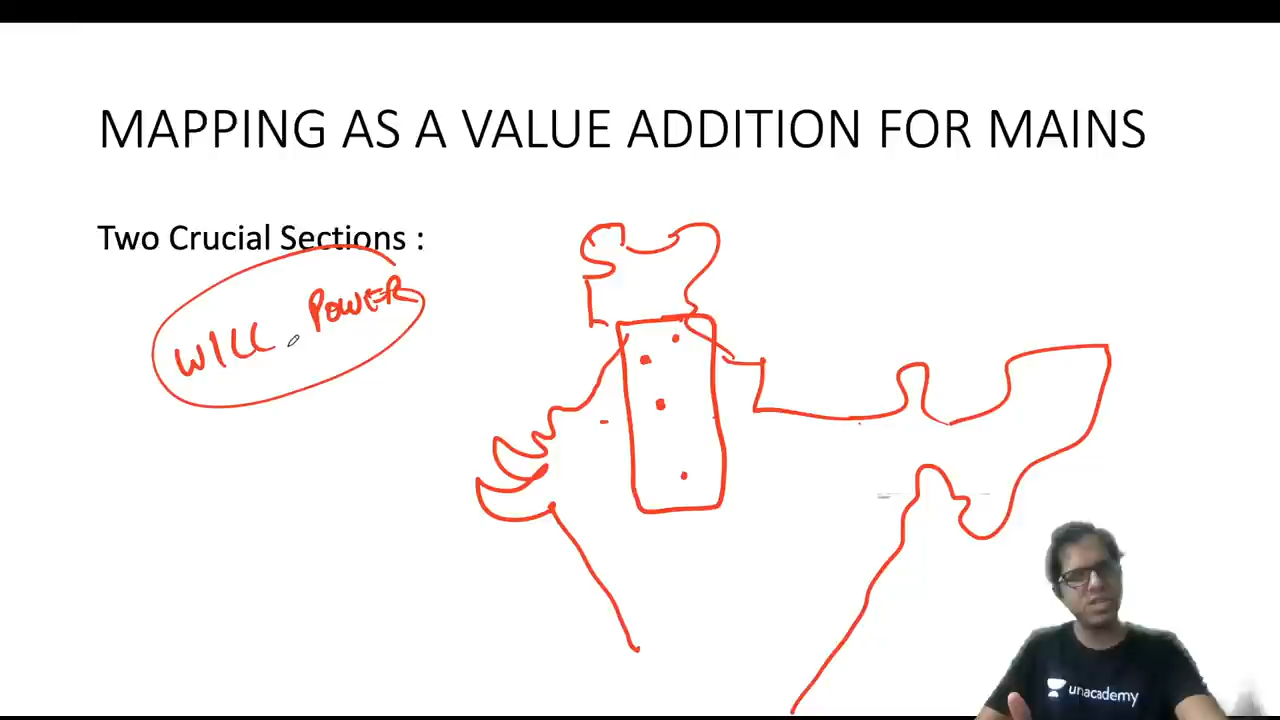 MAPPING AS A VALUE ADDITION FOR MAINS
Two Crucial Sections :
WILL POWER
unacademy